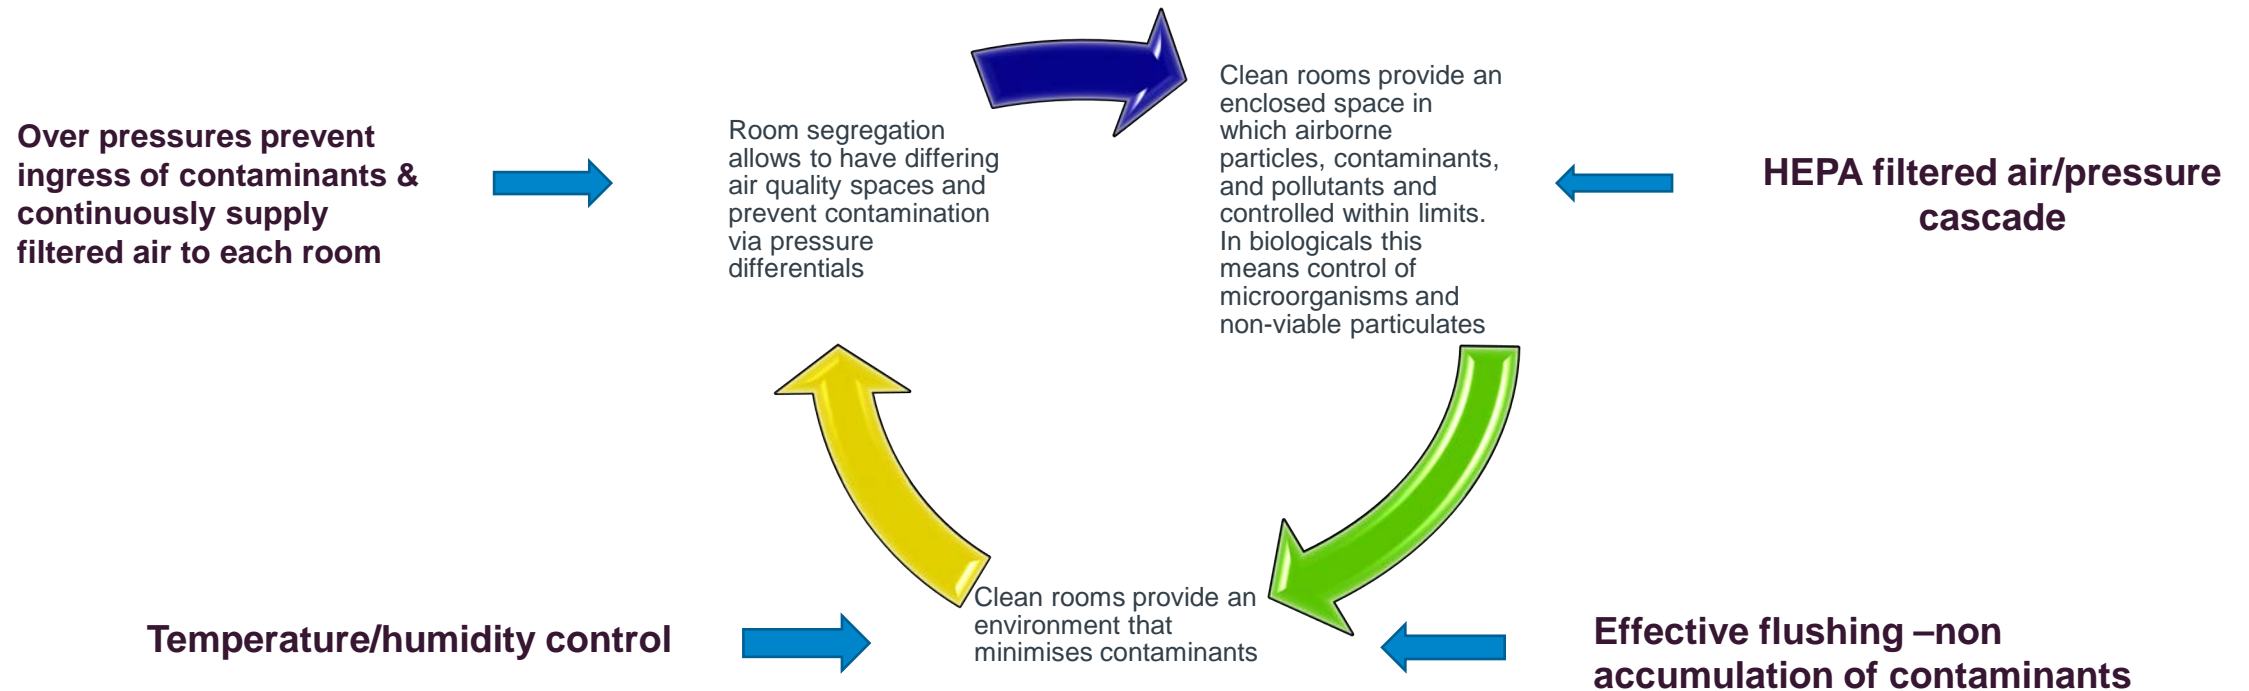 Over pressures prevent
ingress of contaminants &
continuously supply
filtered air to each room
Room segregation
allows to have differing
air quality spaces and
prevent contamination
via pressure
differentials
Clean rooms provide an
enclosed space in
which airborne
particles, contaminants,
and pollutants and
controlled within limits.
In biologicals this
means control of
microorganisms and
non-viable particulates
HEPA filtered air/pressure
cascade
Temperature/humidity control
Clean rooms provide an
environment that
minimises contaminants
Effective flushing –non
accumulation of contaminants